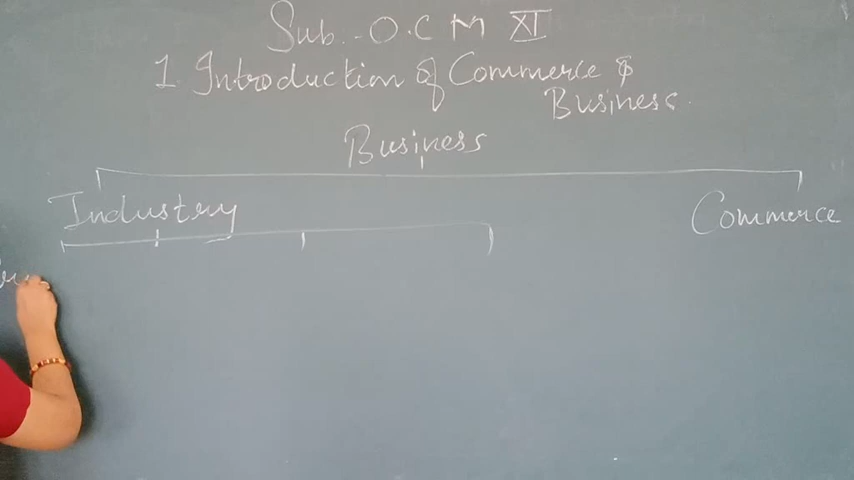 Sub.-O.C M XI
1. Introduction of Commerce &
Business.
Business
Industry
Commerce